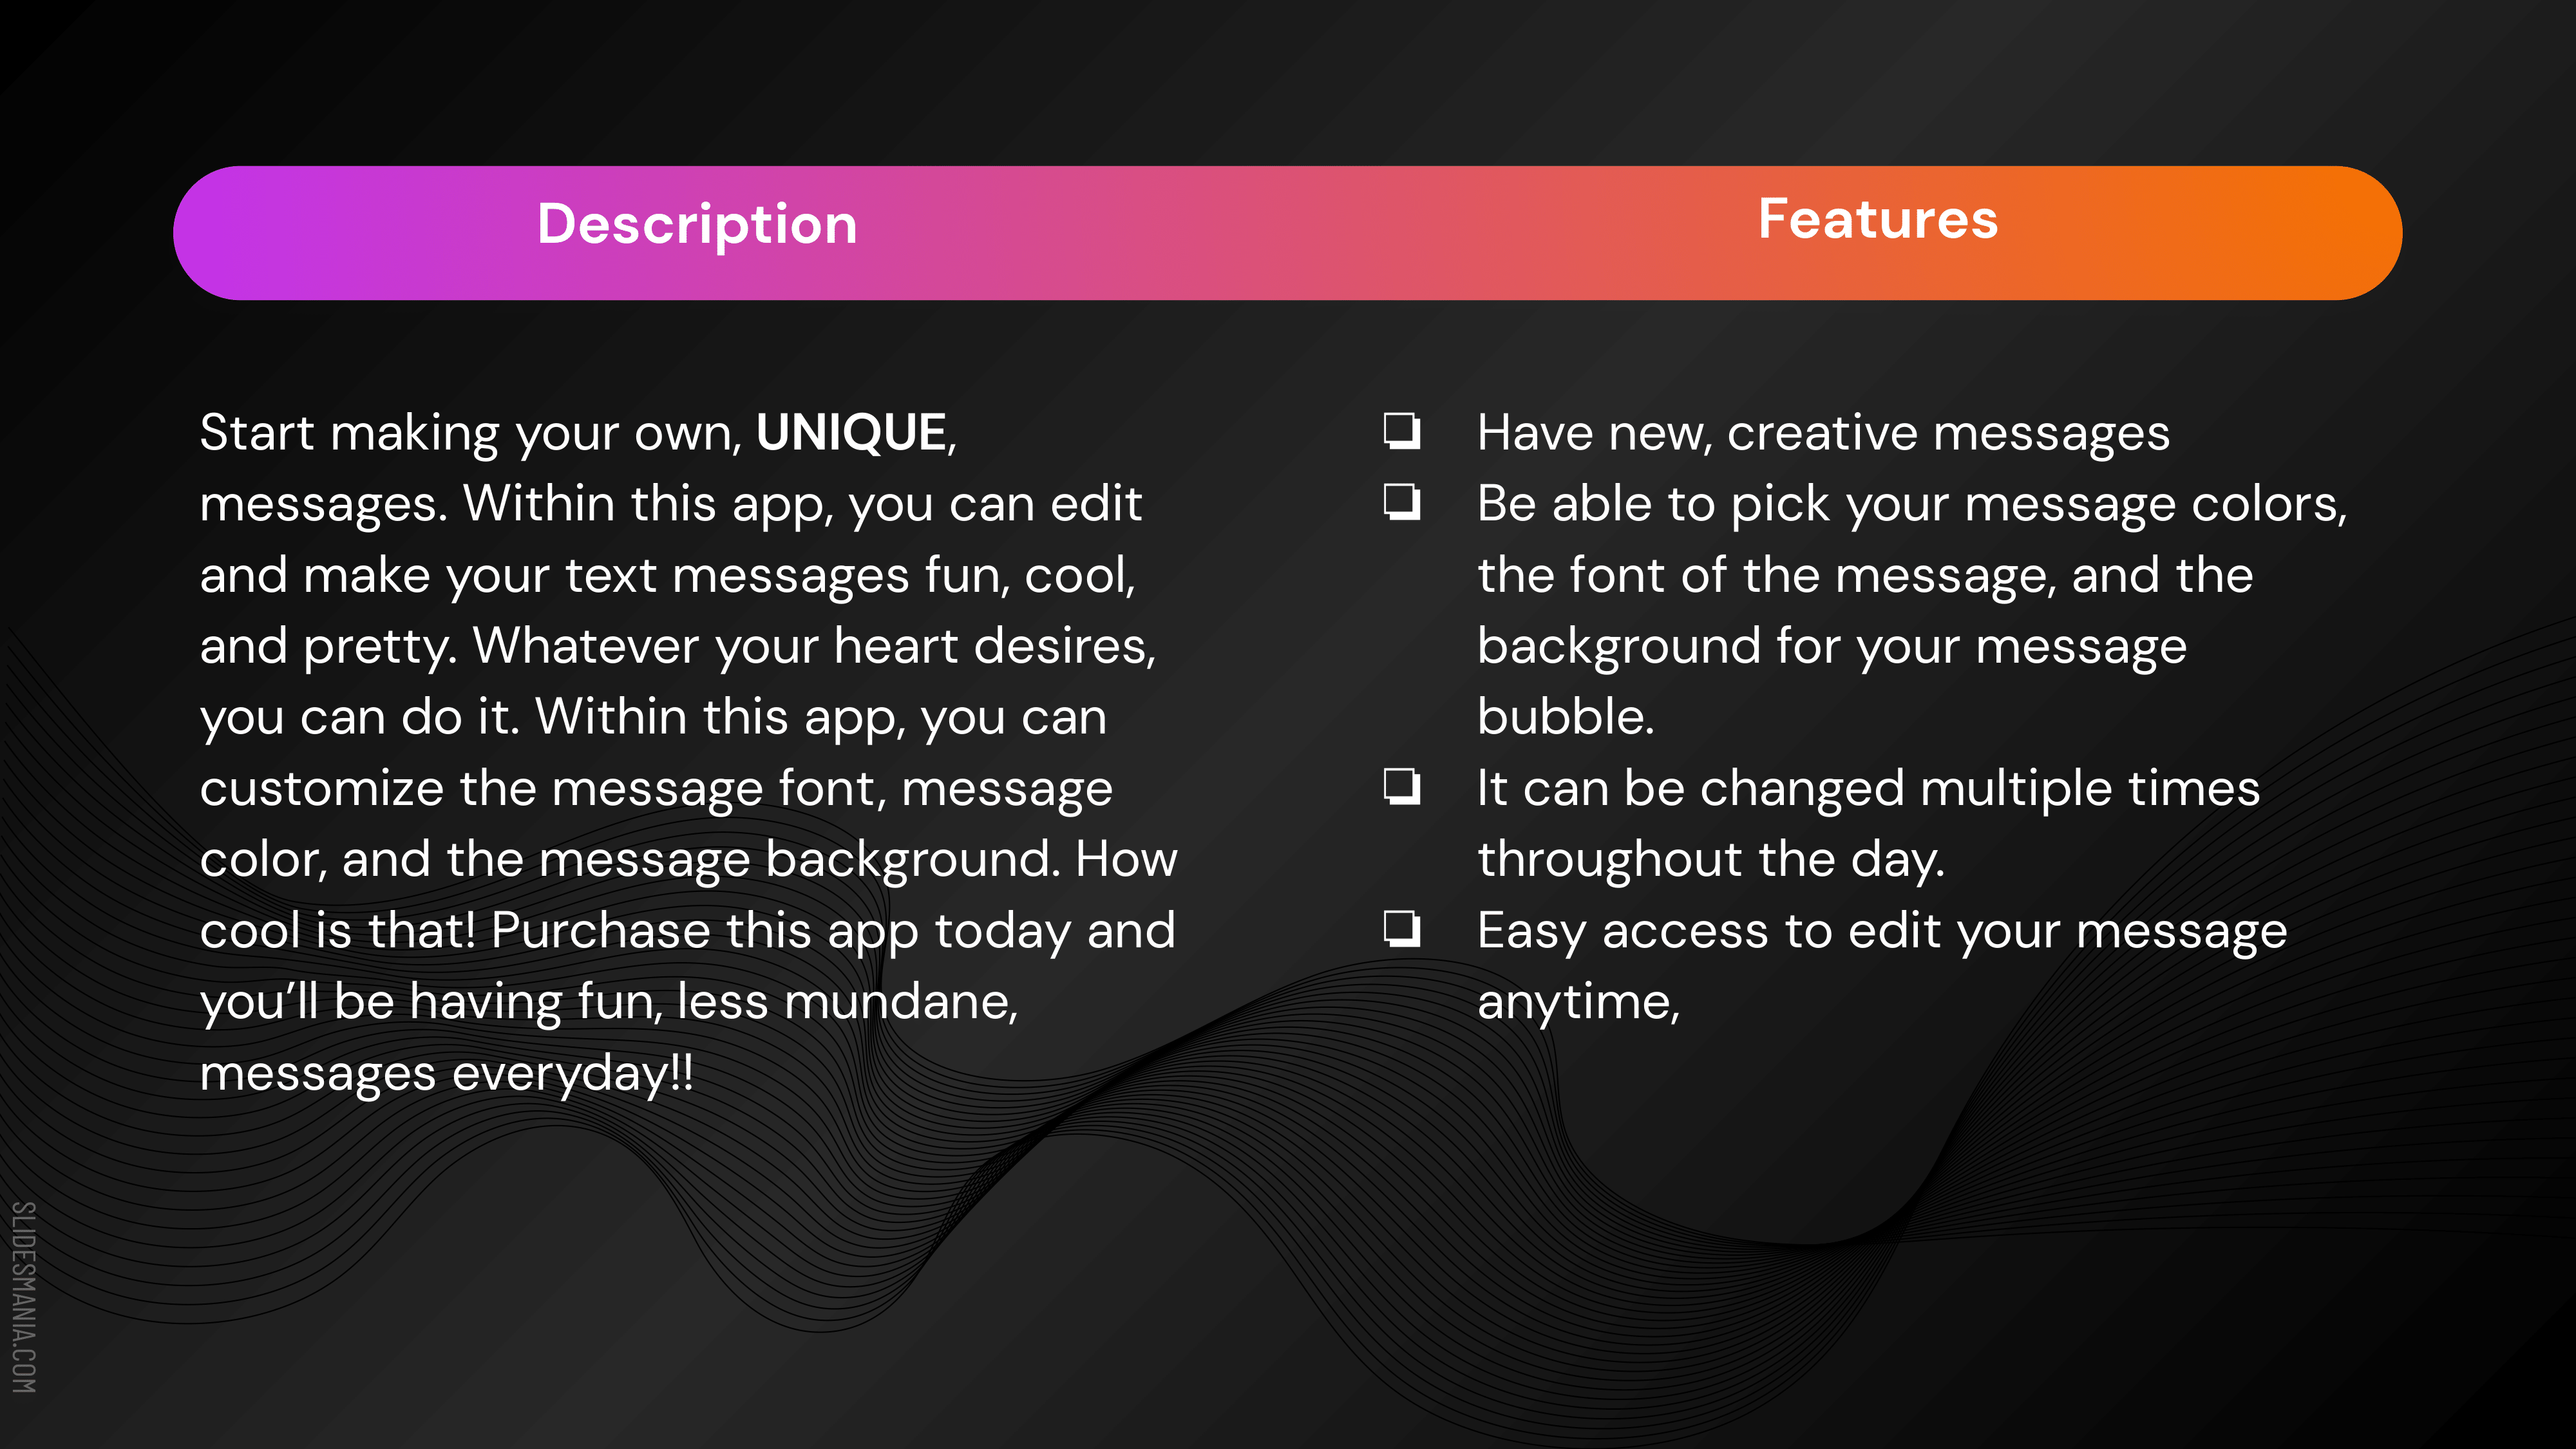 Description
Features
Start making your own, UNIQUE,
messages. Within this app, you can edit
and make your text messages fun, cool,
and pretty. Whatever your heart desires,
you can do it. Within this app, you can
customize the message font, message
color, and the message background. How
cool is that! Purchase this app today and
you’ll be having fun, less mundane,
messages everyday!!
❏ Have new, creative messages
❏ Be able to pick your message colors,
the font of the message, and the
background for your message
bubble.
❏ It can be changed multiple times
throughout the day.
❏ Easy access to edit your message
anytime,
SLIDESMANIA.COM